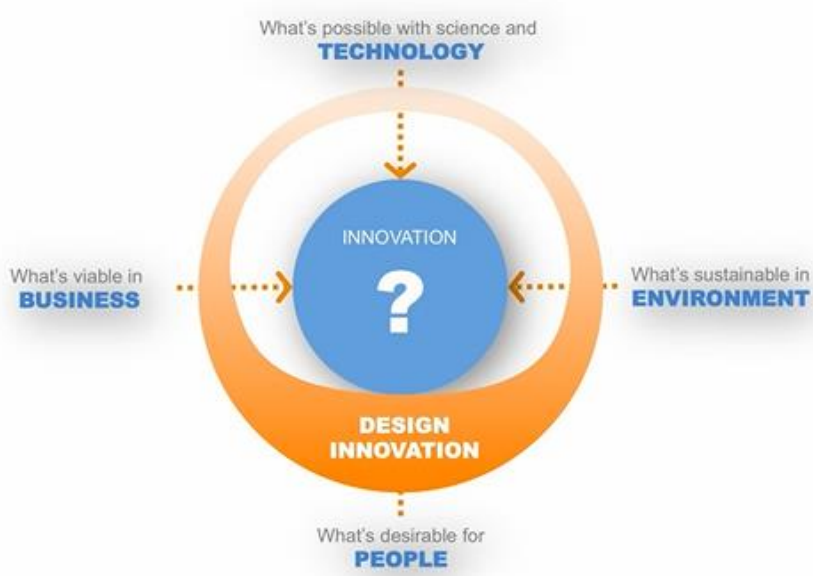 What's possible with science and
TECHNOLOGY
INNOVATION
?
What's viable in
BUSINESS
What's sustainable in
ENVIRONMENT
DESIGN
INNOVATION
What's desirable for
PEOPLE